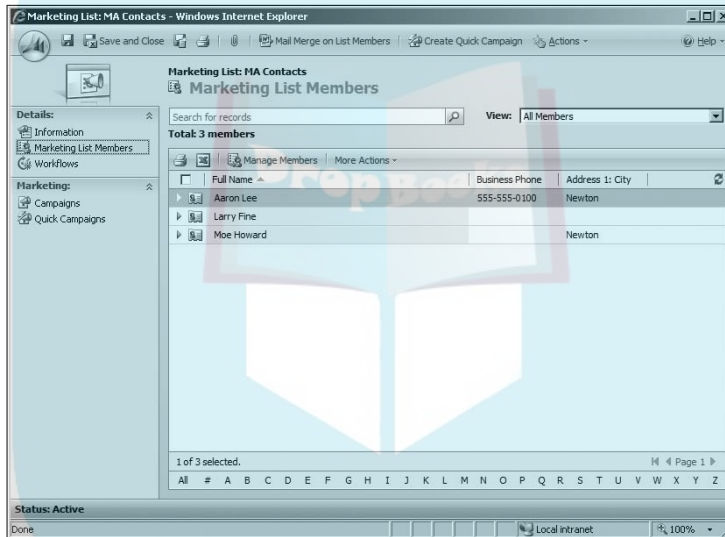 Marketing List: MA Contacts - Windows Internet Explorer
Save and Close Mail Merge on List Members Create Quick Campaign Actions Help
Marketing List: MA Contacts
Marketing List Members
Details:
Information
Marketing List Members
Workflows
Marketing:
Campaigns
Quick Campaigns
Search for records View: All Members
Total: 3 members
Manage Members More Actions
Full Name Business Phone Address 1: City
Aaron Lee 555-555-0100 Newton
Larry Fine
Moe Howard Newton
DropBooks
1 of 3 selected. Page 1
All # A B C D E F G H I J K L M N O P Q R S T U V W X Y Z
Status: Active
Done Local intranet 100%